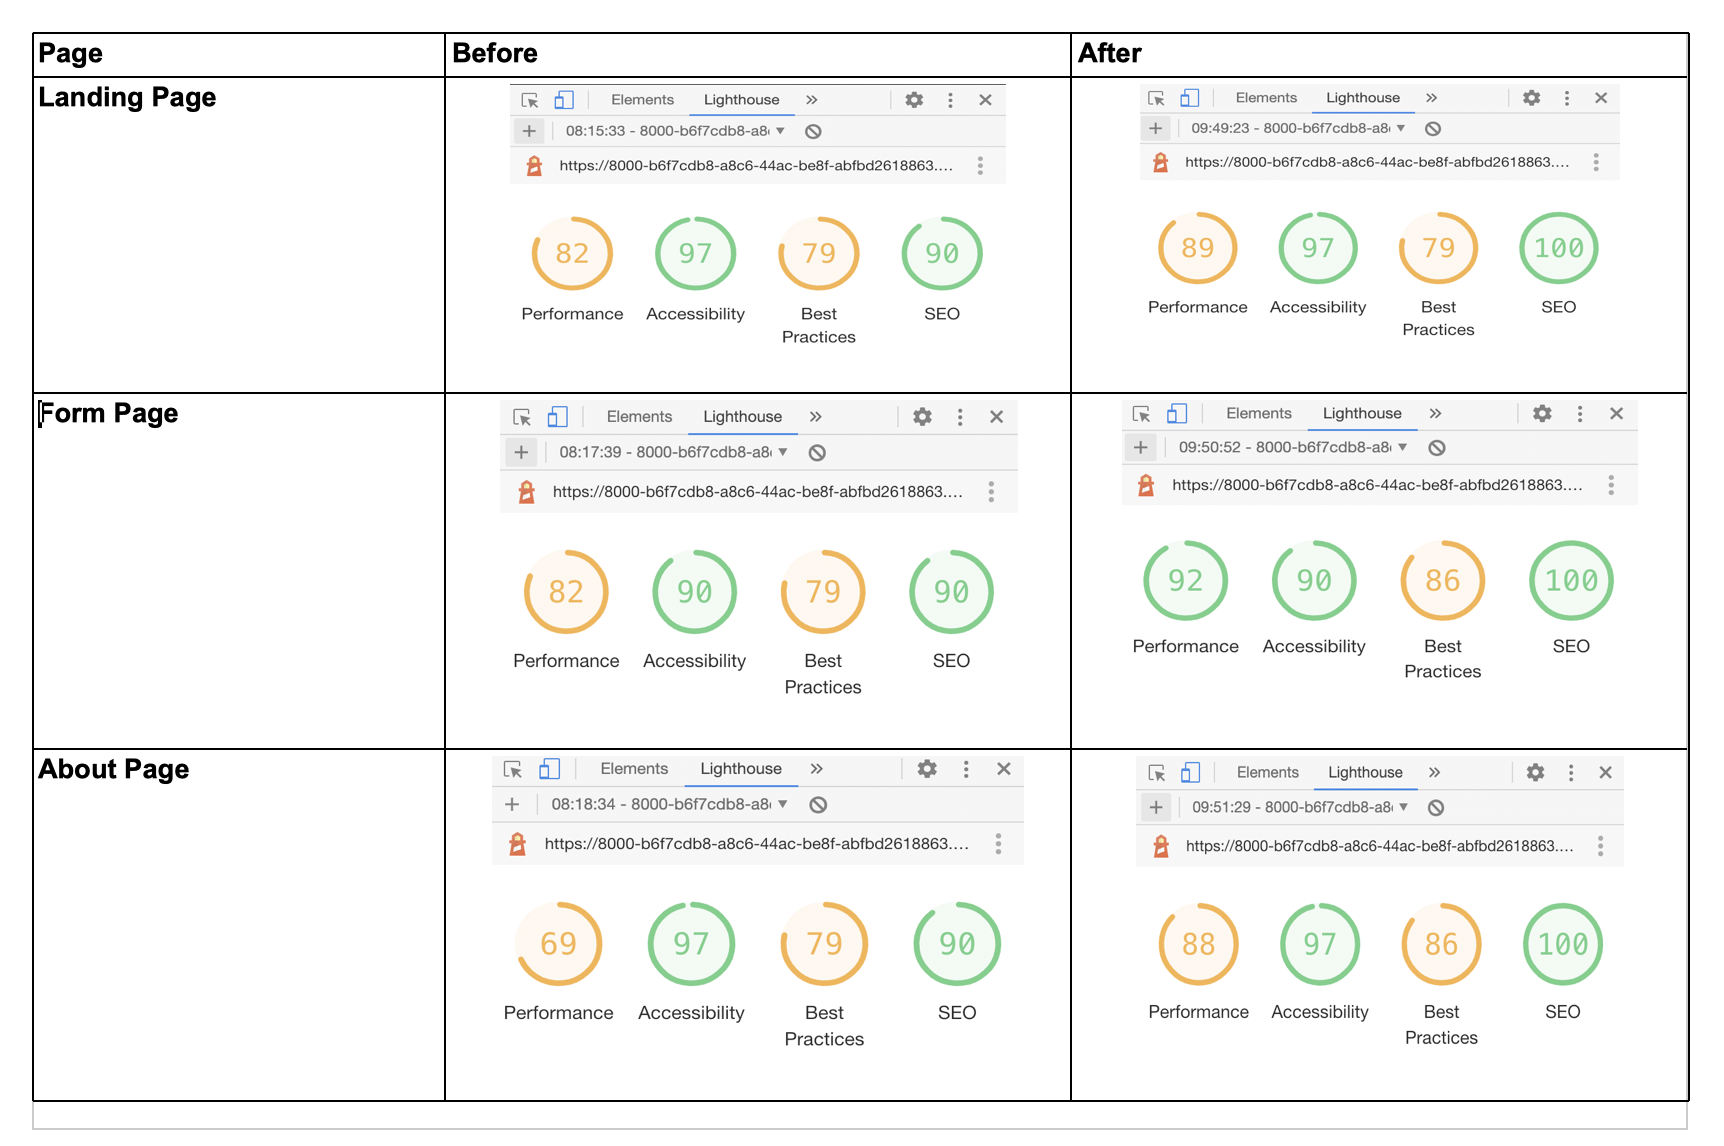 Page Before After
Landing Page
Elements Lighthouse »
08:15:33 - 8000-b6f7cdb8-a8
https://8000-b6f7cdb8-a8c6-44ac-be8f-abfbd2618863....
82 97 79 90
Performance Accessibility Best Practices SEO
Elements Lighthouse »
09:49:23 - 8000-b6f7cdb8-a8
https://8000-b6f7cdb8-a8c6-44ac-be8f-abfbd2618863....
89 97 79 100
Performance Accessibility Best Practices SEO
Form Page
Elements Lighthouse »
08:17:39 - 8000-b6f7cdb8-a8
https://8000-b6f7cdb8-a8c6-44ac-be8f-abfbd2618863....
82 90 79 90
Performance Accessibility Best Practices SEO
Elements Lighthouse »
09:50:52 - 8000-b6f7cdb8-a8
https://8000-b6f7cdb8-a8c6-44ac-be8f-abfbd2618863....
92 90 86 100
Performance Accessibility Best Practices SEO
About Page
Elements Lighthouse »
08:18:34 - 8000-b6f7cdb8-a8
https://8000-b6f7cdb8-a8c6-44ac-be8f-abfbd2618863....
69 97 79 90
Performance Accessibility Best Practices SEO
Elements Lighthouse »
09:51:29 - 8000-b6f7cdb8-a8
https://8000-b6f7cdb8-a8c6-44ac-be8f-abfbd2618863....
88 97 86 100
Performance Accessibility Best Practices SEO